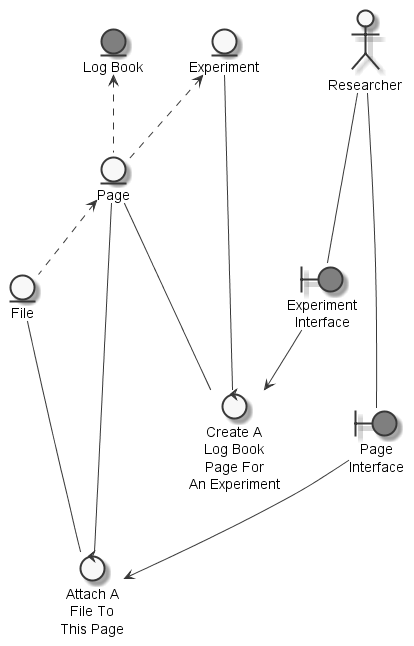 Log Book
Experiment
Researcher
Page
File
Experiment
Interface
Create A
Log Book
Page For
An Experiment
Page
Interface
Attach A
File To
This Page